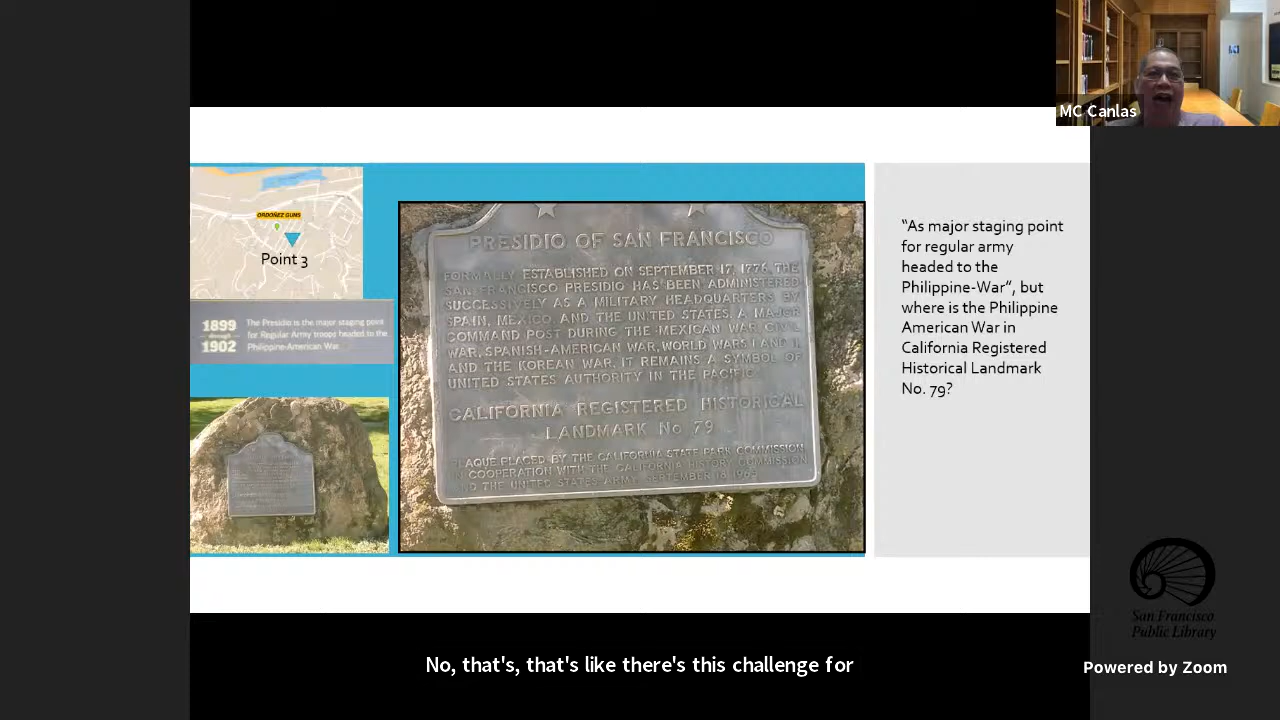 MC Canlas
ORDOÑEZ GUNS
Point 3
1899
through
1902
The Presidio is the major staging point
for Regular Army troops headed to the
Philippine-American War.
PRESIDIO OF SAN FRANCISCO
FORMALLY ESTABLISHED ON SEPTEMBER 17, 1776, THE
SAN FRANCISCO PRESIDIO HAS BEEN ADMINISTERED
SUCCESSIVELY AS A MILITARY HEADQUARTERS BY
SPAIN, MEXICO, AND THE UNITED STATES. A MAJOR
COMMAND POST DURING THE MEXICAN WAR, CIVIL
WAR, SPANISH-AMERICAN WAR, WORLD WARS I AND II,
AND THE KOREAN WAR, IT REMAINS A SYMBOL OF
UNITED STATES AUTHORITY IN THE PACIFIC.
CALIFORNIA REGISTERED HISTORICAL
LANDMARK No 79
PLAQUE PLACED BY THE CALIFORNIA STATE PARK COMMISSION
IN COOPERATION WITH THE CALIFORNIA HISTORY COMMISSION
AND THE UNITED STATES ARMY, SEPTEMBER 18, 1965
“As major staging point
for regular army
headed to the
Philippine-War“, but
where is the Philippine
American War in
California Registered
Historical Landmark
No. 79?
San Francisco
Public Library
No, that's, that's like there's this challenge for
Powered by Zoom